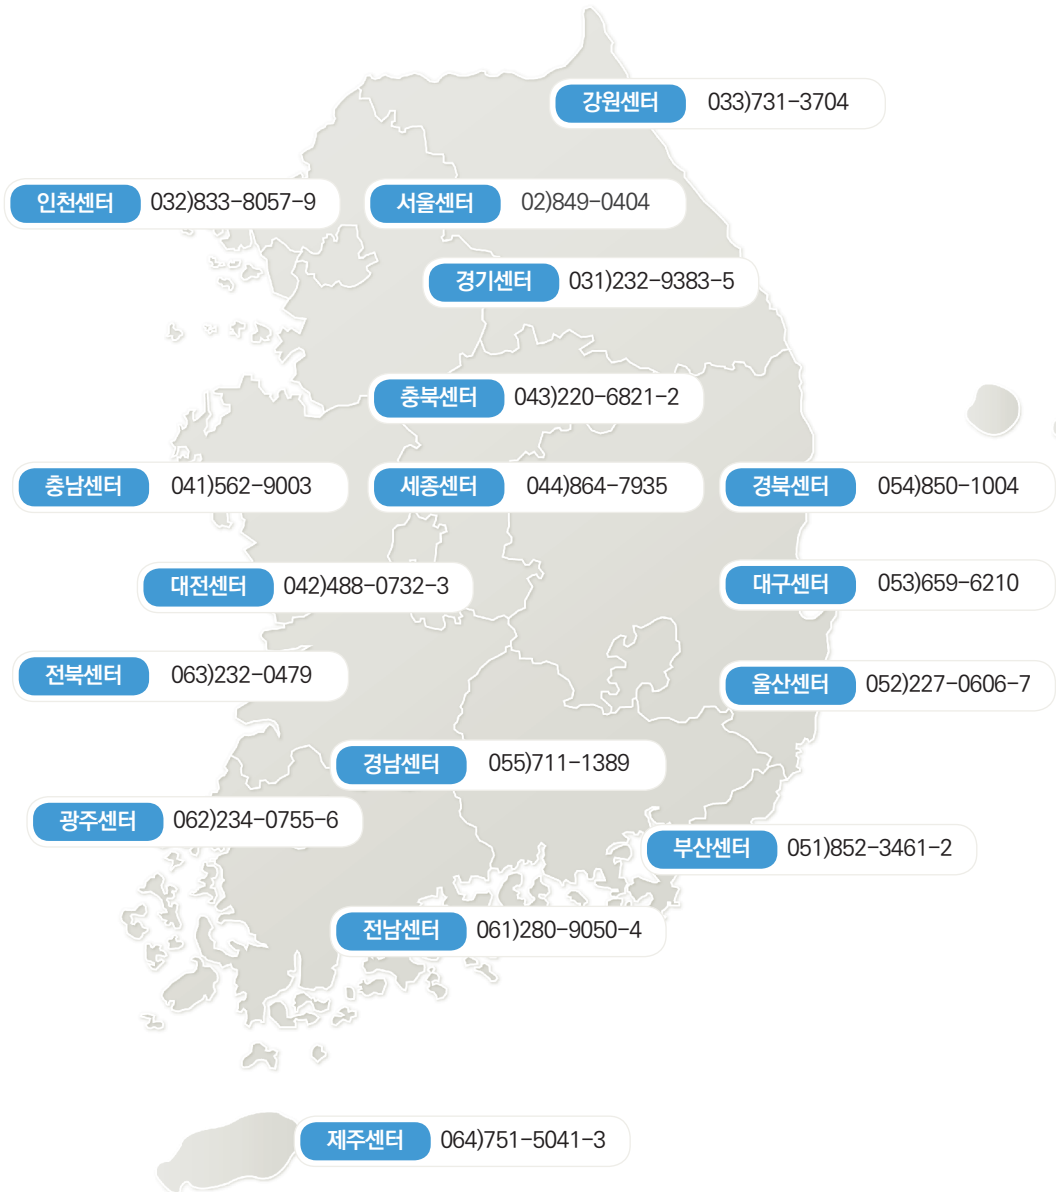 강원센터 033)731-3704
인천센터 032)833-8057-9
서울센터 02)849-0404
경기센터 031)232-9383-5
충북센터 043)220-6821-2
충남센터 041)562-9003
세종센터 044)864-7935
경북센터 054)850-1004
대전센터 042)488-0732-3
대구센터 053)659-6210
전북센터 063)232-0479
울산센터 052)227-0606-7
경남센터 055)711-1389
광주센터 062)234-0755-6
부산센터 051)852-3461-2
전남센터 061)280-9050-4
제주센터 064)751-5041-3